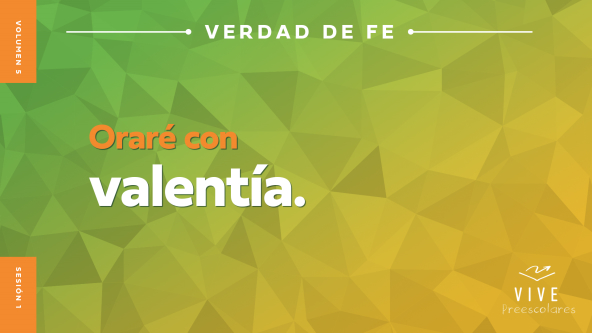 VOLUMEN 5
VERDAD DE FE
Oraré con
valentía.
SESIÓN 1
VIVE
Preescolares